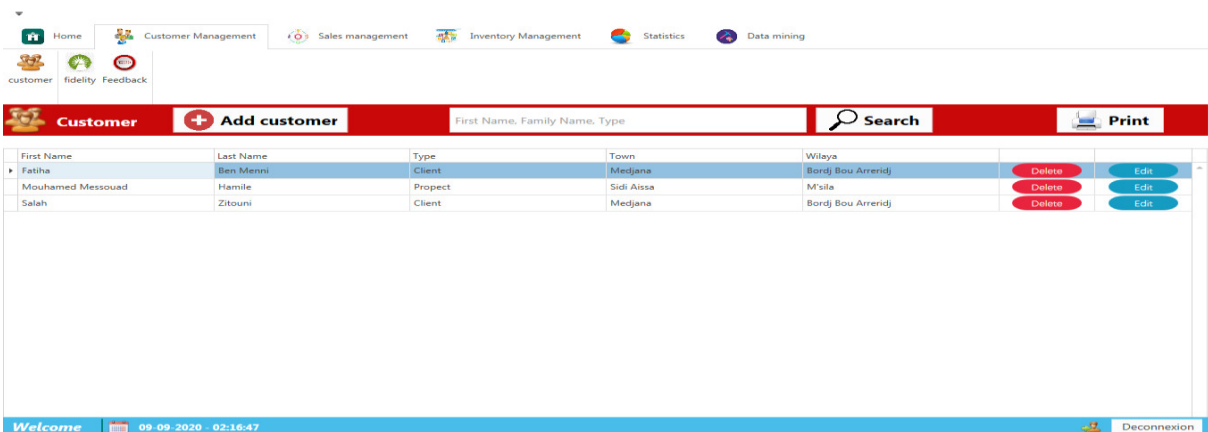 Home Customer Management Sales management Inventory Management Statistics Data mining
customer fidelity Feedback
Customer Add customer First Name, Family Name, Type Search Print
First Name Last Name Type Town Wilaya
Fatiha Ben Menni Client Medjana Bordj Bou Arreridj Delete Edit
Mouhamed Messouad Hamile Propect Sidi Aissa M'sila Delete Edit
Salah Zitouni Client Medjana Bordj Bou Arreridj Delete Edit
Welcome 09-09-2020 - 02:16:47 Deconnexion